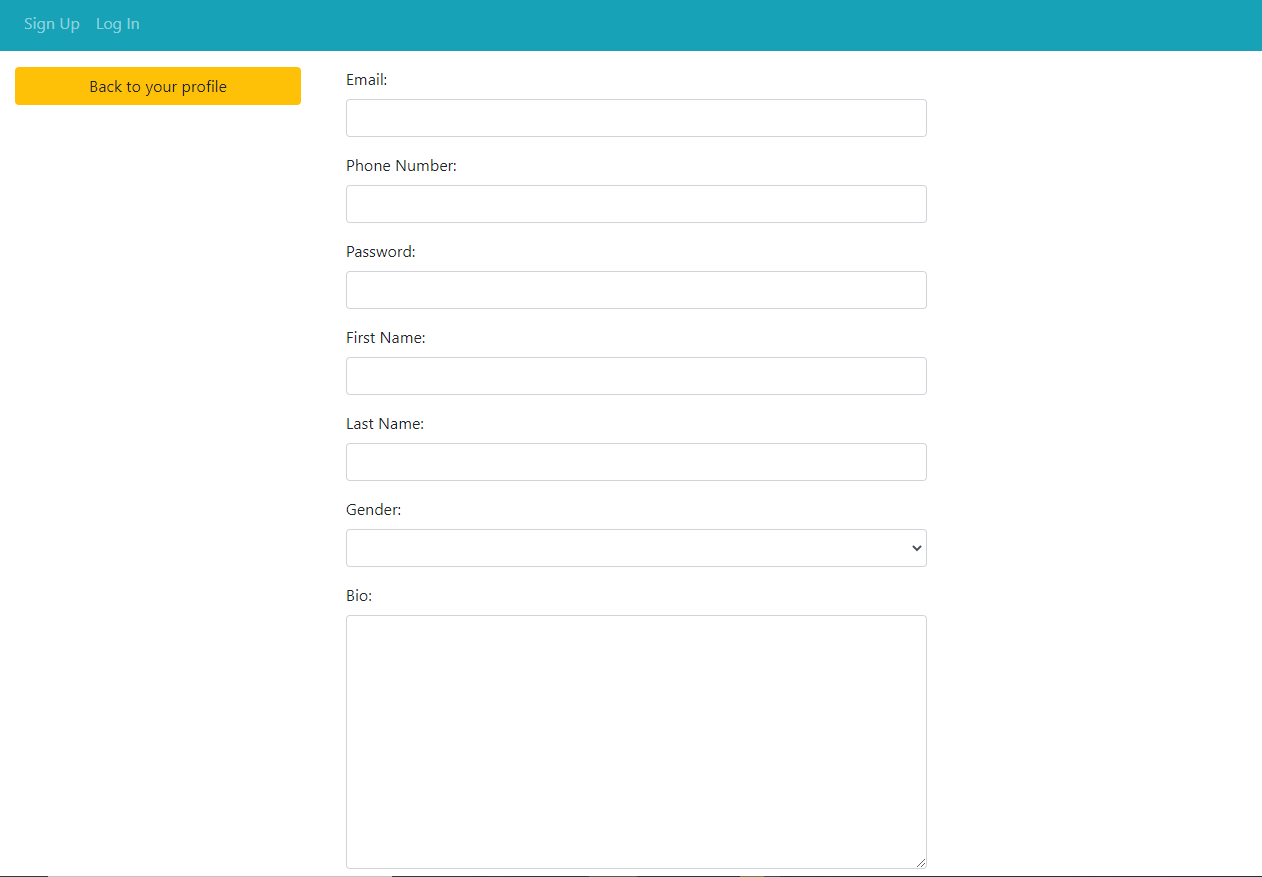 Sign Up Log In
Back to your profile
Email:
Phone Number:
Password:
First Name:
Last Name:
Gender:
Bio: